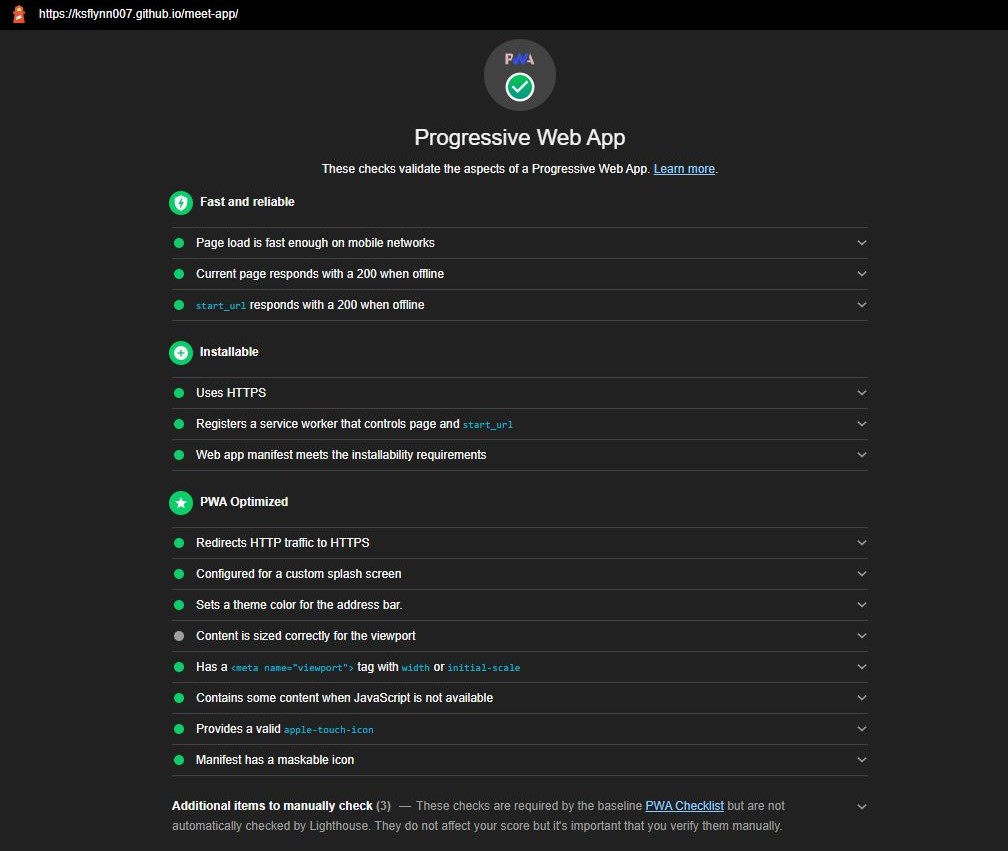 https://ksflynn007.github.io/meet-app/
PWA
Progressive Web App
These checks validate the aspects of a Progressive Web App. Learn more.
Fast and reliable
Page load is fast enough on mobile networks
Current page responds with a 200 when offline
start_url responds with a 200 when offline
Installable
Uses HTTPS
Registers a service worker that controls page and start_url
Web app manifest meets the installability requirements
PWA Optimized
Redirects HTTP traffic to HTTPS
Configured for a custom splash screen
Sets a theme color for the address bar.
Content is sized correctly for the viewport
Has a <meta name="viewport"> tag with width or initial-scale
Contains some content when JavaScript is not available
Provides a valid apple-touch-icon
Manifest has a maskable icon
Additional items to manually check (3) — These checks are required by the baseline PWA Checklist but are not
automatically checked by Lighthouse. They do not affect your score but it's important that you verify them manually.